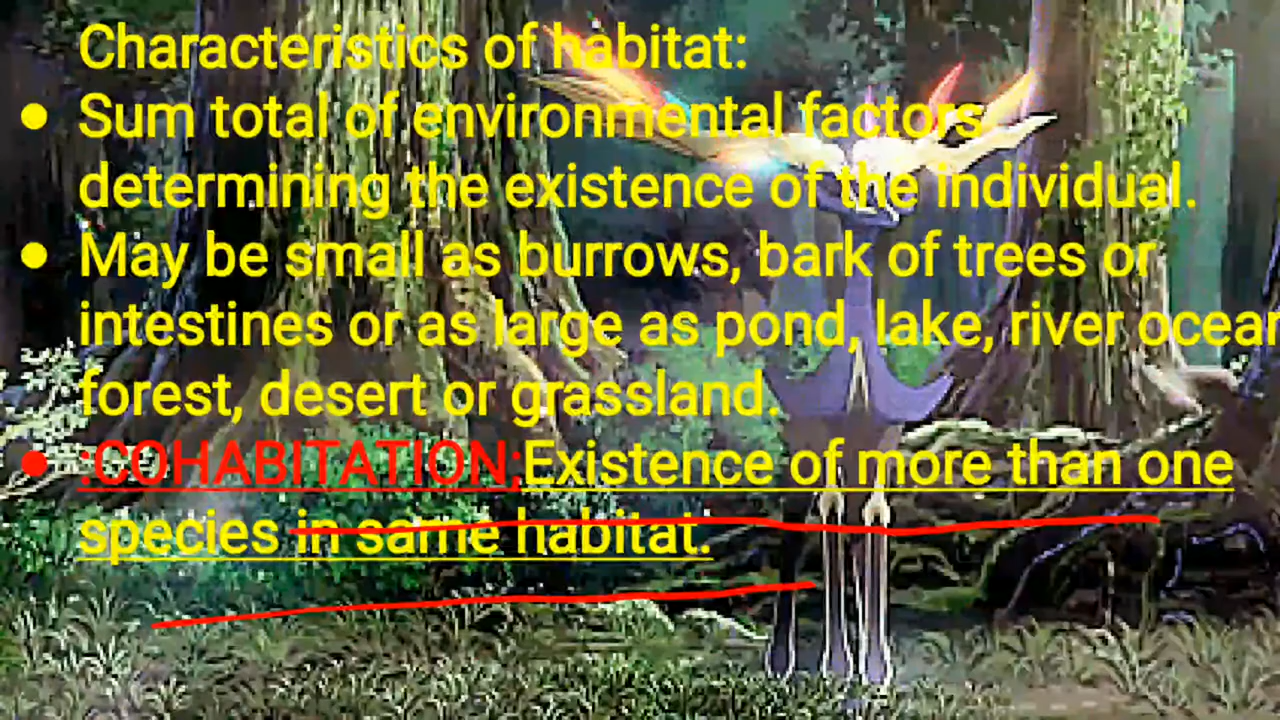 Characteristics of habitat:
● Sum total of environmental factors
determining the existence of the individual.
● May be small as burrows, bark of trees or
intestines or as large as pond, lake, river ocean
forest, desert or grassland.
● :COHABITATION;Existence of more than one
species in same habitat.